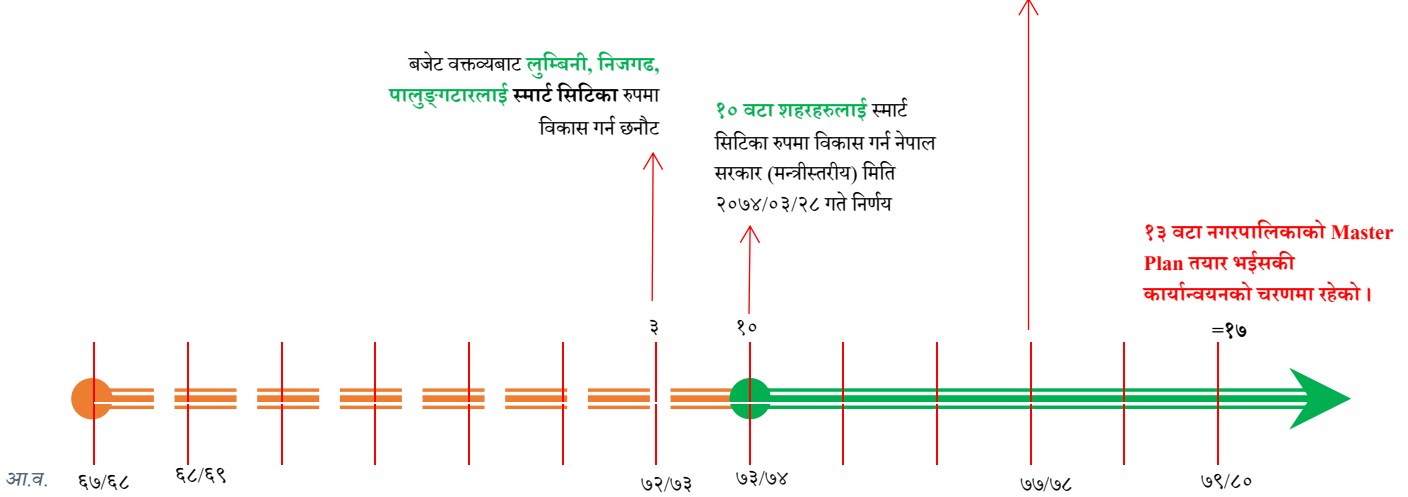 बजेट वक्तव्यबाट लुम्बिनी, निजगढ,
पालुङ्गटारलाई स्मार्ट सिटिका रुपमा
विकास गर्न छनौट
१० वटा शहरहरुलाई स्मार्ट
सिटिका रुपमा विकास गर्न नेपाल
सरकार (मन्त्रीस्तरीय) मिति
२०७४/०३/२८ गते निर्णय
१३ वटा नगरपालिकाको Master
Plan तयार भईसकी
कार्यान्वयनको चरणमा रहेको ।
३
१०
=१७
आ.व.
६७/६८
६८/६९
७२/७३
७३/७४
७७/७८
७९/८०